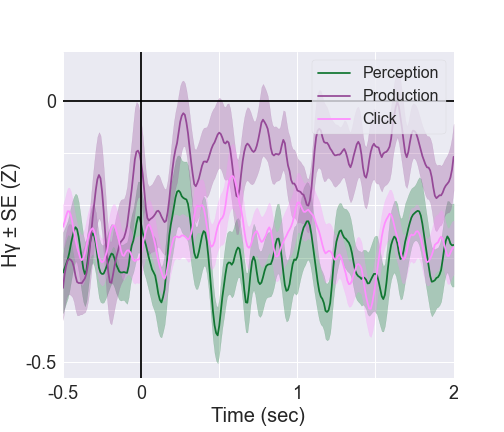 Perception
Production
Click
0
-0.5
Hγ ± SE (Z)
-0.5 0 1 2
Time (sec)